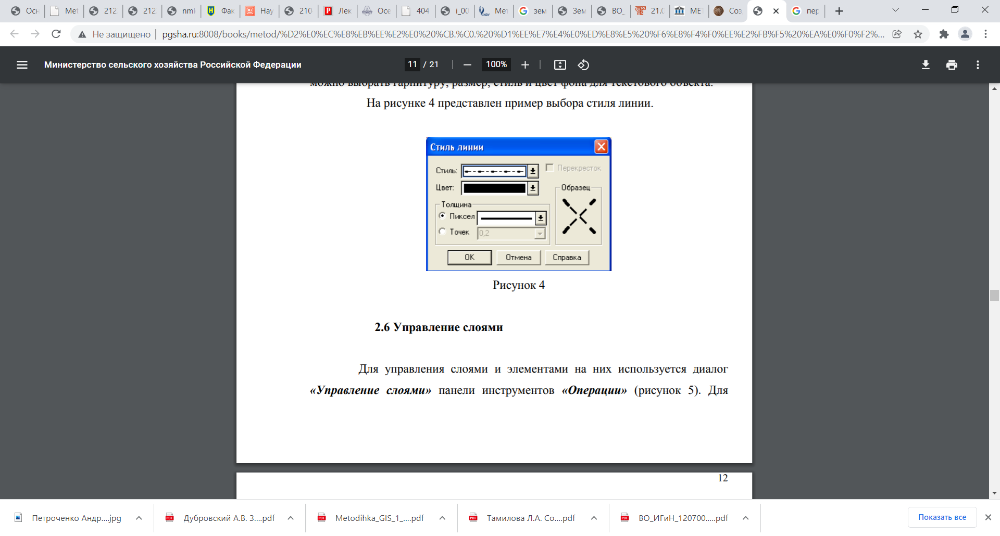 Осн
Мет
212
212
nml
Фак
Нау
210
Лек
Осе
404
i_00
Мет
зем
Зем
ВО_
21.0
МЕТ
Соз
пер
Не защищено
pgsha.ru:8008/books/metod/%D2%E0%EC%E8%EB%EE%E2%E0%20%CB.%C0.%20%D1%EE%E7%E4%E0%ED%E8%E5%20%F6%E8%F4%F0%EE%E2%FB%F5%20%EA%E0%F0%F2%...
Министерство сельского хозяйства Российской Федерации
11 / 21
100%
можно выбрать гарнитуру, размер, стиль и цвет фона для текстового объекта.
На рисунке 4 представлен пример выбора стиля линии.
Стиль линии
Стиль:
Перекресток
Цвет:
Образец
Толщина
Пиксел
Точек 0,2
OK Отмена Справка
Рисунок 4
2.6 Управление слоями
Для управления слоями и элементами на них используется диалог
«Управление слоями» панели инструментов «Операции» (рисунок 5). Для
12
Петроченко Андр....jpg
Дубровский А.В. З....pdf
Metodihka_GIS_1_....pdf
Тамилова Л.А. Со....pdf
ВО_ИГиН_120700.....pdf
Показать все